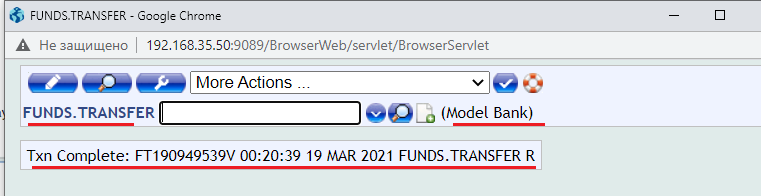 FUNDS.TRANSFER - Google Chrome
Не защищено 192.168.35.50:9089/BrowserWeb/servlet/BrowserServlet
More Actions ...
FUNDS.TRANSFER (Model Bank)
Txn Complete: FT190949539V 00:20:39 19 MAR 2021 FUNDS.TRANSFER R